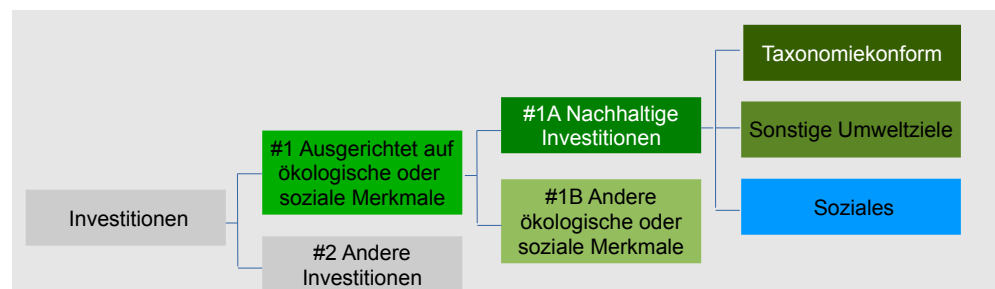 Investitionen
#1 Ausgerichtet auf
ökologische oder
soziale Merkmale
#2 Andere
Investitionen
#1A Nachhaltige
Investitionen
#1B Andere
ökologische oder
soziale Merkmale
Taxonomiekonform
Sonstige Umweltziele
Soziales